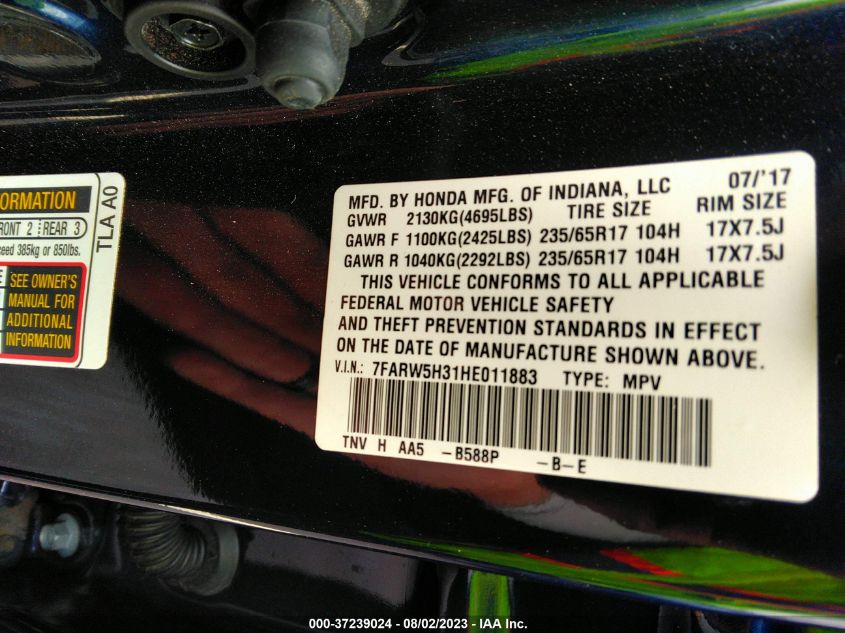 ORMATION
RONT 2 REAR 3
ceed 385kg or 850lbs.
SEE OWNER'S
MANUAL FOR
ADDITIONAL
INFORMATION
TLA A0
MFD. BY HONDA MFG. OF INDIANA, LLC 07/'17
GVWR 2130KG(4695LBS) TIRE SIZE RIM SIZE
GAWR F 1100KG(2425LBS) 235/65R17 104H 17X7.5J
GAWR R 1040KG(2292LBS) 235/65R17 104H 17X7.5J
THIS VEHICLE CONFORMS TO ALL APPLICABLE
FEDERAL MOTOR VEHICLE SAFETY
AND THEFT PREVENTION STANDARDS IN EFFECT
ON THE DATE OF MANUFACTURE SHOWN ABOVE.
V.I.N.: 7FARW5H31HE011883 TYPE: MPV
TNV H AA5 -B588P -B-E
000-37239024 - 08/02/2023 - IAA Inc.